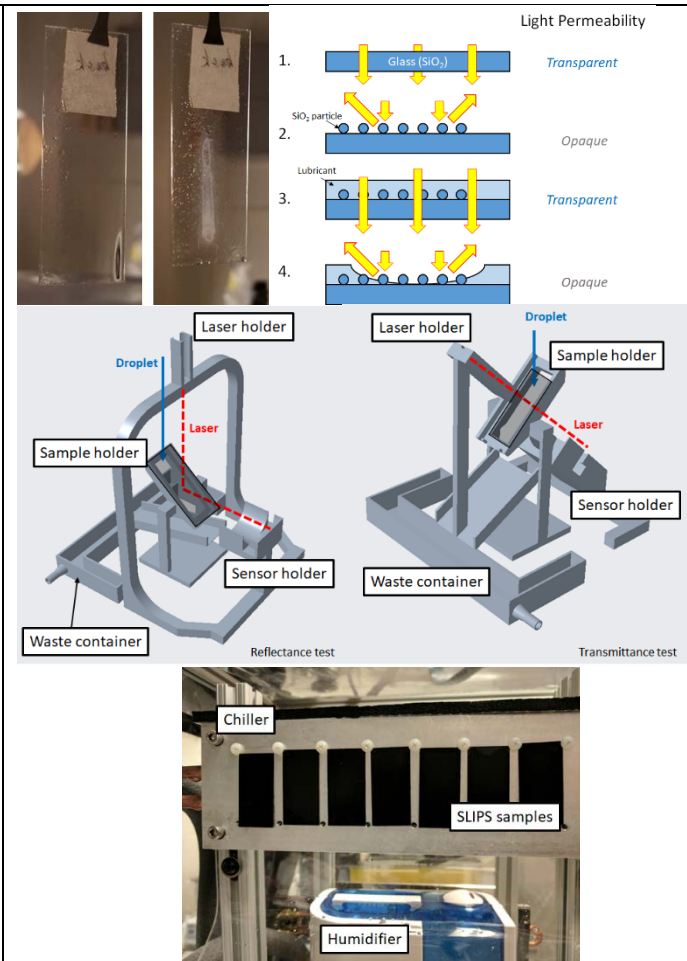 Light Permeability
1.
Glass (SiO₂)
Transparent
SiO₂ particle
2.
Opaque
Lubricant
3.
Transparent
4.
Opaque
Laser holder
Droplet
Laser
Sample holder
Sensor holder
Waste container
Reflectance test
Laser holder
Droplet
Sample holder
Laser
Sensor holder
Waste container
Transmittance test
Chiller
SLIPS samples
Humidifier